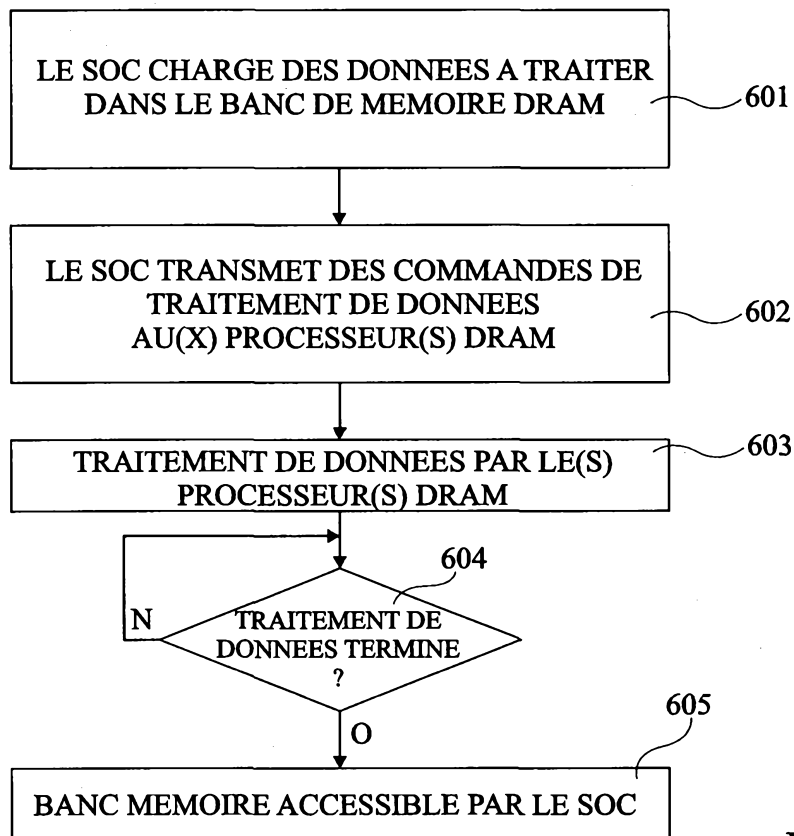 LE SOC CHARGE DES DONNEES A TRAITER
DANS LE BANC DE MEMOIRE DRAM
601
LE SOC TRANSMET DES COMMANDES DE
TRAITEMENT DE DONNEES
AU(X) PROCESSEUR(S) DRAM
602
TRAITEMENT DE DONNEES PAR LE(S)
PROCESSEUR(S) DRAM
603
604
N
TRAITEMENT DE
DONNEES TERMINE
?
O
605
BANC MEMOIRE ACCESSIBLE PAR LE SOC